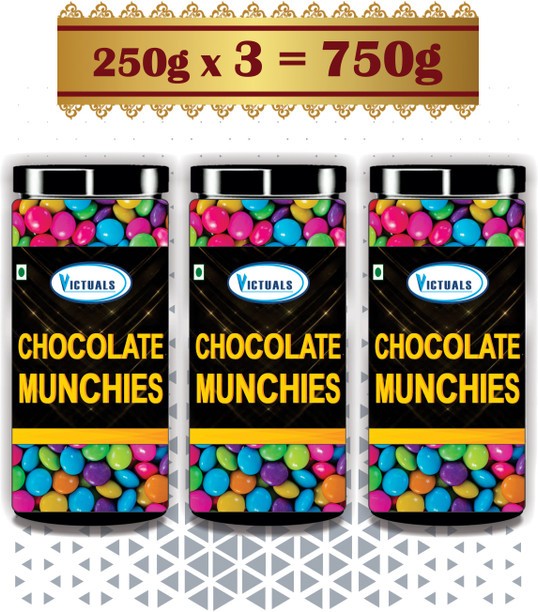 250g x 3 = 750g
VICTUALS
CHOCOLATE
MUNCHIES
VICTUALS
CHOCOLATE
MUNCHIES
VICTUALS
CHOCOLATE
MUNCHIES